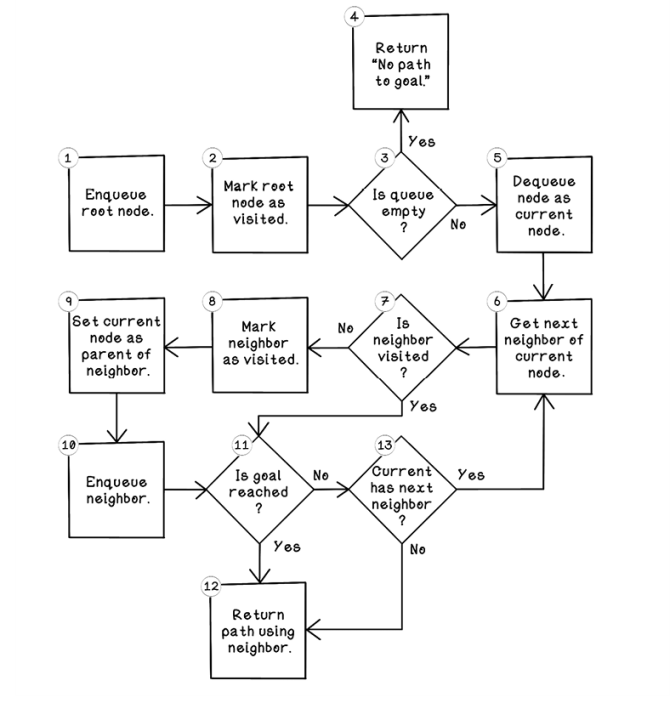 4
Return
“No path
to goal.”
Yes
1
Enqueue
root node.
2
Mark root
node as
visited.
3
Is queue
empty
?
No
5
Dequeue
node as
current
node.
9
Set current
node as
parent of
neighbor.
8
Mark
neighbor
as visited.
No
7
Is
neighbor
visited
?
Yes
6
Get next
neighbor of
current
node.
10
Enqueue
neighbor.
11
Is goal
reached
?
No
Yes
13
Current
has next
neighbor
?
Yes
No
12
Return
path using
neighbor.